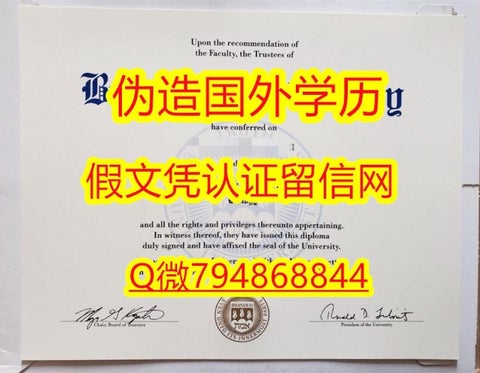 Upon the recommendation of
the Faculty, the Trustees of
B y
伪造国外学历
have conferred on
假文凭认证留信网
and all the rights and privileges thereunto appertaining.
In witness thereof, they have issued this diploma
duly signed and have affixed the seal of the University.
Q微794868844
BRANDEIS
Chair, Board of Trustees
President of the University